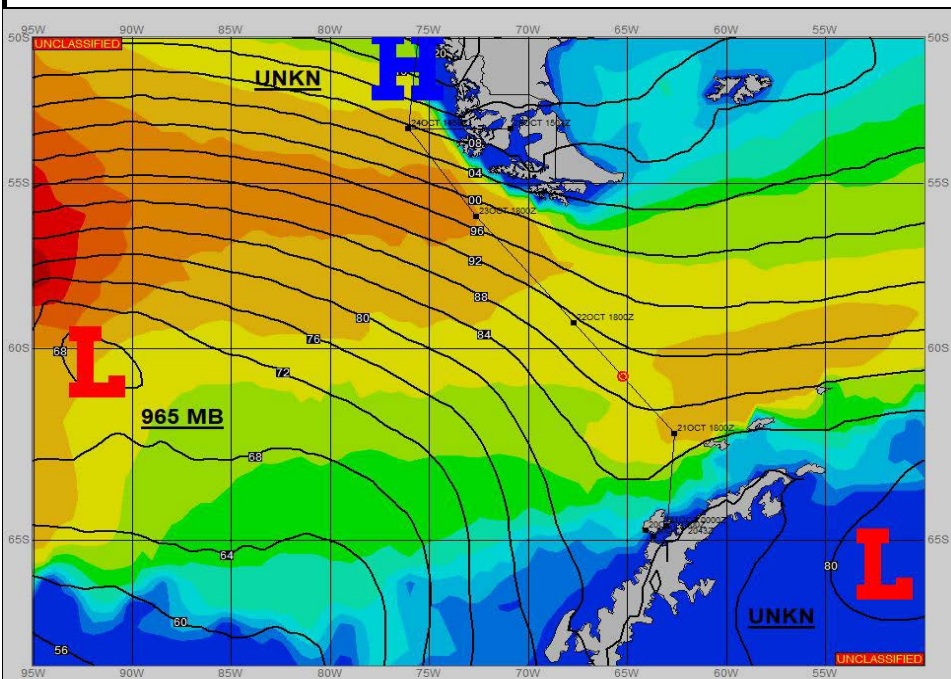 95W 90W 85W 80W 75W 70W 65W 60W 55W
50S 50S
UNCLASSIFIED
H
20
UNKN
24OCT
08
55S 55S
04
00
23OCT 1800Z
96
92
88
80
22OCT 1800Z
84
76
60S 60S
68
L
72
965 MB
21OCT 1800Z
68
65S 65S
64
L
80
60
UNKN
56
UNCLASSIFIED
95W 90W 85W 80W 75W 70W 65W 60W 55W